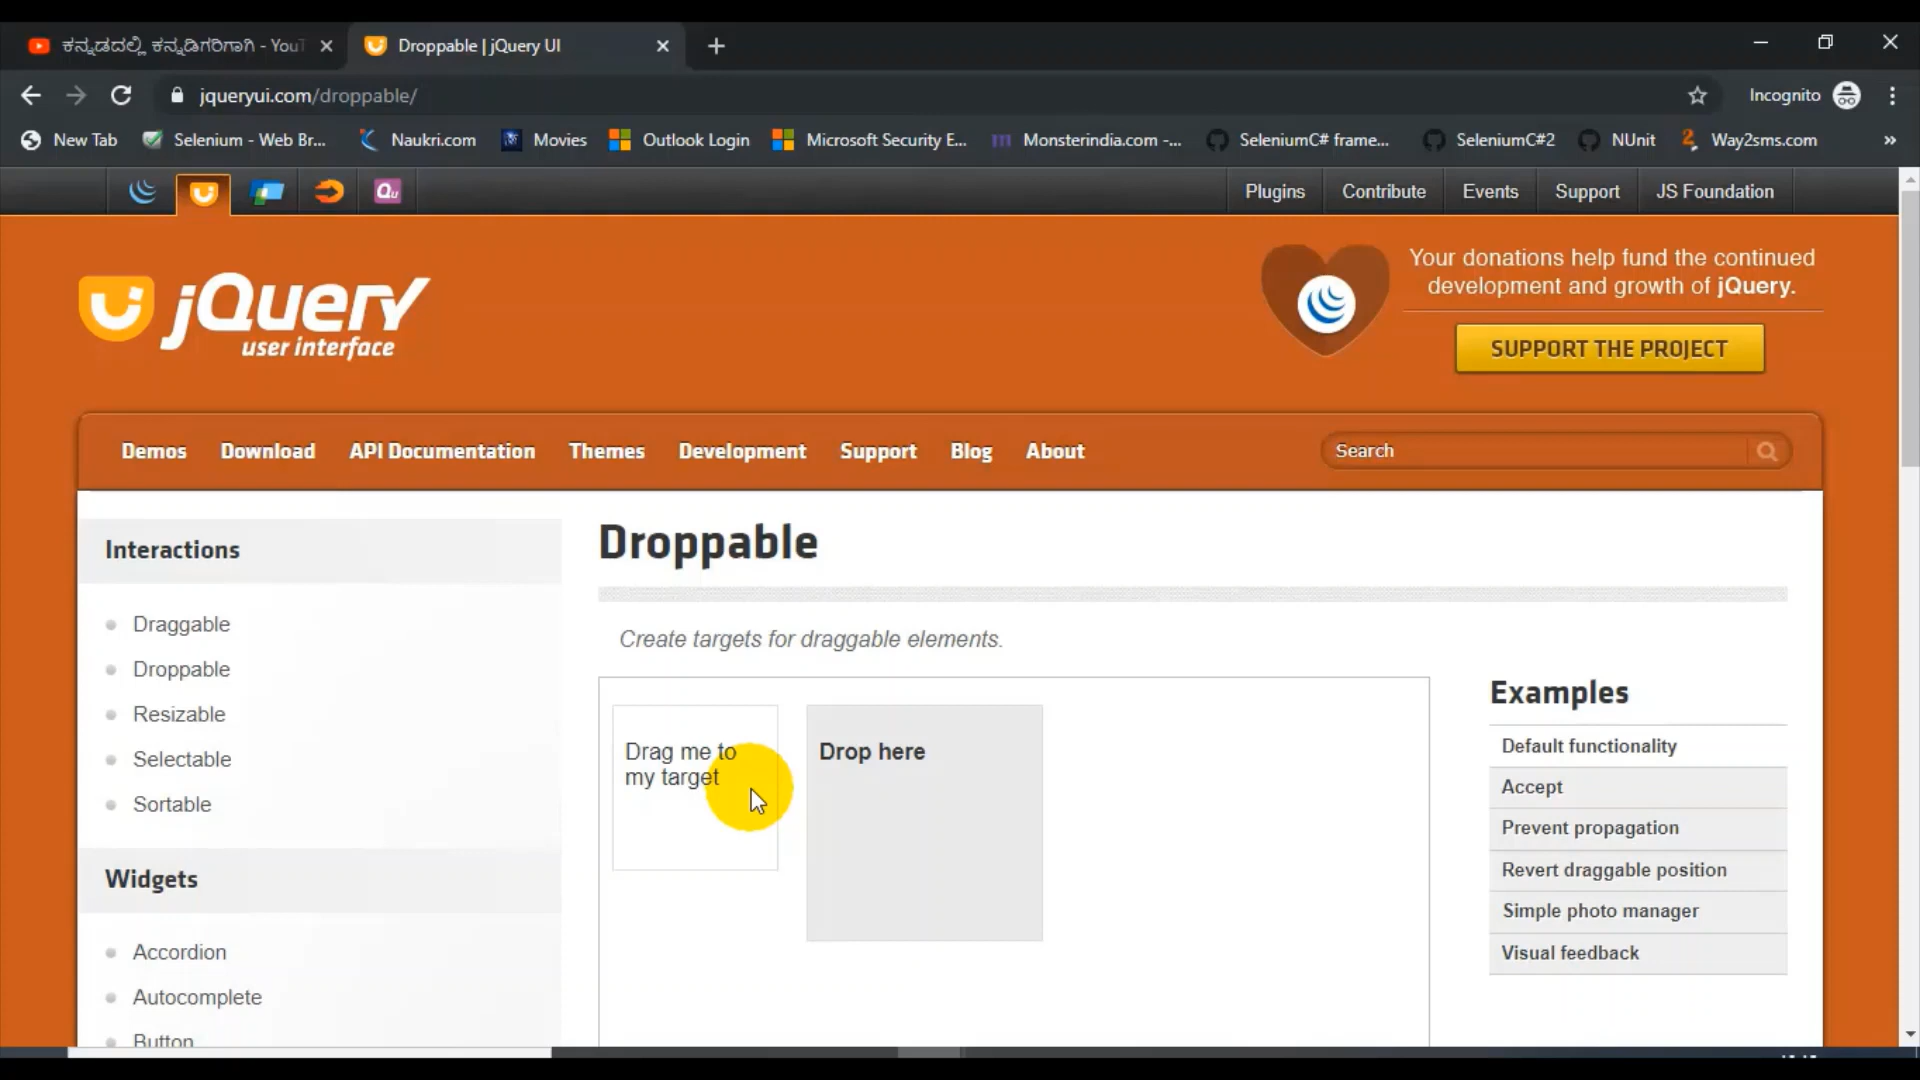 ಕನ್ನಡದಲ್ಲಿ ಕನ್ನಡಿಗರಿಗಾಗಿ - YouT
Droppable | jQuery UI
jqueryui.com/droppable/
Incognito
New Tab
Selenium - Web Br...
Naukri.com
Movies
Outlook Login
Microsoft Security E...
Monsterindia.com -...
SeleniumC# frame...
SeleniumC#2
NUnit
Way2sms.com
»
Qu
Plugins
Contribute
Events
Support
JS Foundation
jQuery
user interface
Your donations help fund the continued
development and growth of jQuery.
SUPPORT THE PROJECT
Demos
Download
API Documentation
Themes
Development
Support
Blog
About
Search
Interactions
Draggable
Droppable
Resizable
Selectable
Sortable
Widgets
Accordion
Autocomplete
Button
Droppable
Create targets for draggable elements.
Drag me to
my target
Drop here
Examples
Default functionality
Accept
Prevent propagation
Revert draggable position
Simple photo manager
Visual feedback